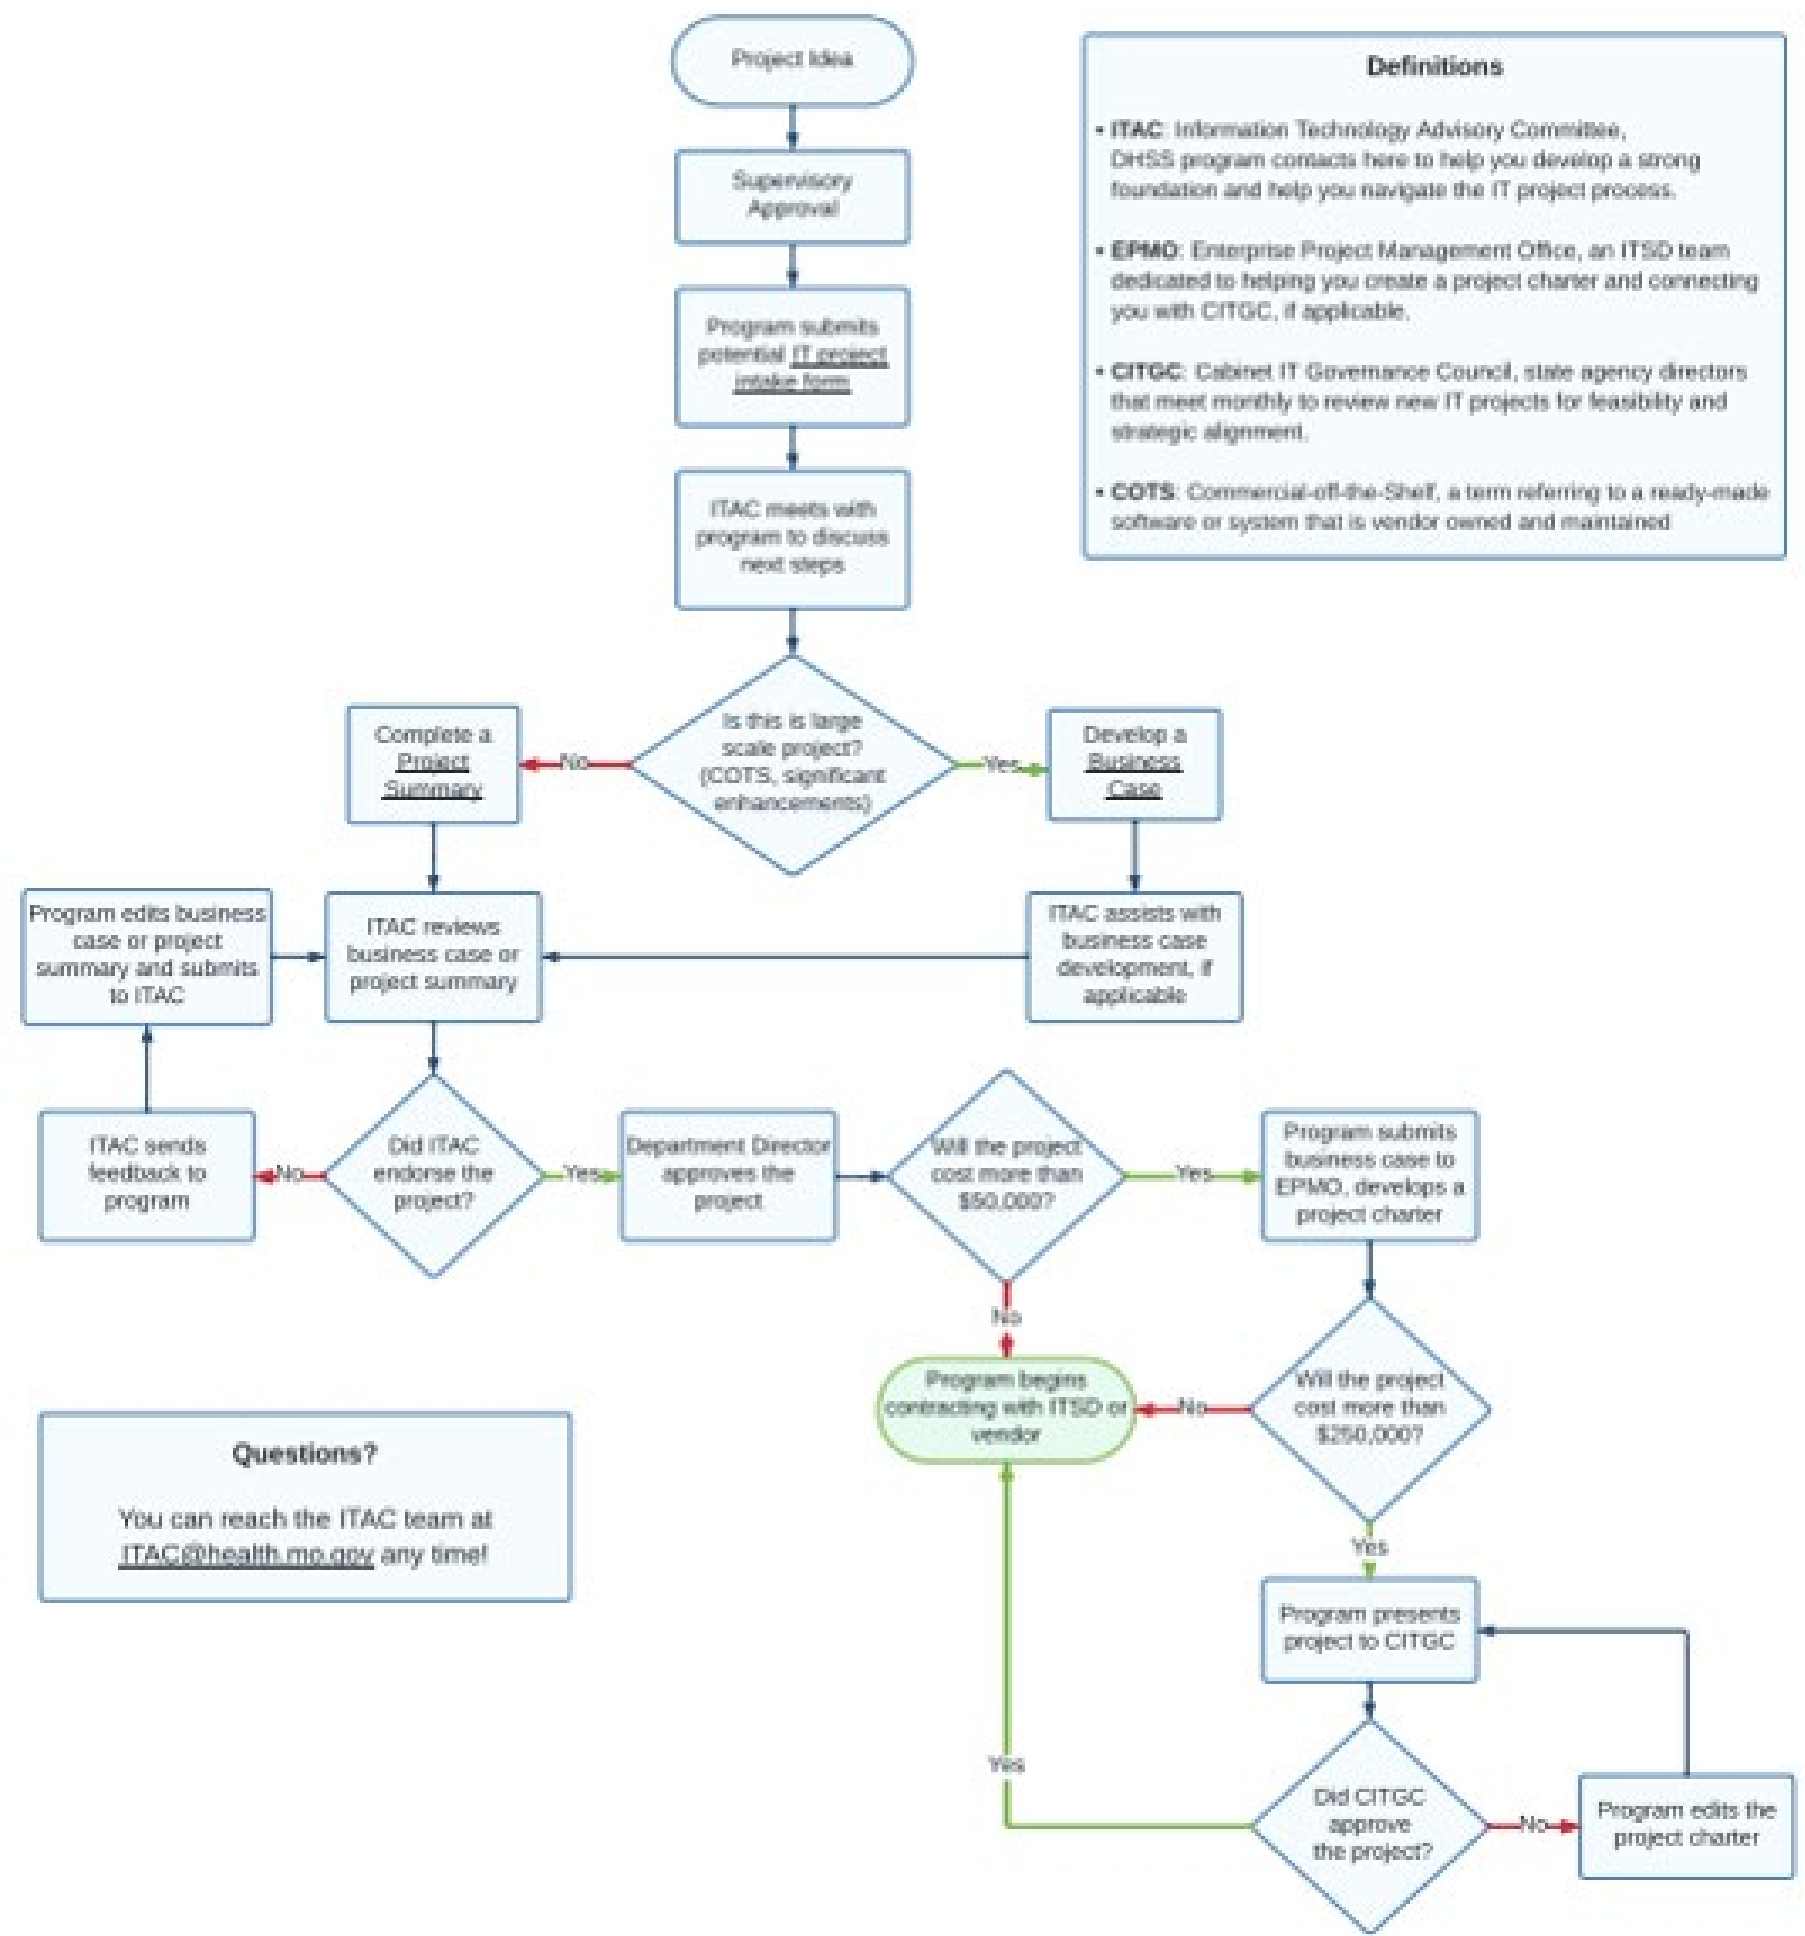 Project Idea
Supervisory
Approval
Program submits
potential IT project
intake form
ITAC meets with
program to discuss
next steps
Definitions
• ITAC: Information Technology Advisory Committee,
DHSS program contacts here to help you develop a strong
foundation and help you navigate the IT project process.
• EPMO: Enterprise Project Management Office, an ITSD team
dedicated to helping you create a project charter and connecting
you with CITGC, if applicable.
• CITGC: Cabinet IT Governance Council, state agency directors
that meet monthly to review new IT projects for feasibility and
strategic alignment.
• COTS: Commercial-off-the-Shelf, a term referring to a ready-made
software or system that is vendor owned and maintained
Is this is large
scale project?
(COTS, significant
enhancements)
No
Yes
Complete a
Project
Summary
Develop a
Business
Case
Program edits business
case or project
summary and submits
to ITAC
ITAC reviews
business case or
project summary
ITAC assists with
business case
development, if
applicable
ITAC sends
feedback to
program
No
Did ITAC
endorse the
project?
Yes
Department Director
approves the
project
Will the project
cost more than
$50,000?
Yes
Program submits
business case to
EPMO, develops a
project charter
No
Program begins
contracting with ITSD or
vendor
No
Will the project
cost more than
$250,000?
Yes
Questions?
You can reach the ITAC team at
ITAC@health.mo.gov any time!
Program presents
project to CITGC
Yes
Did CITGC
approve
the project?
No
Program edits the
project charter